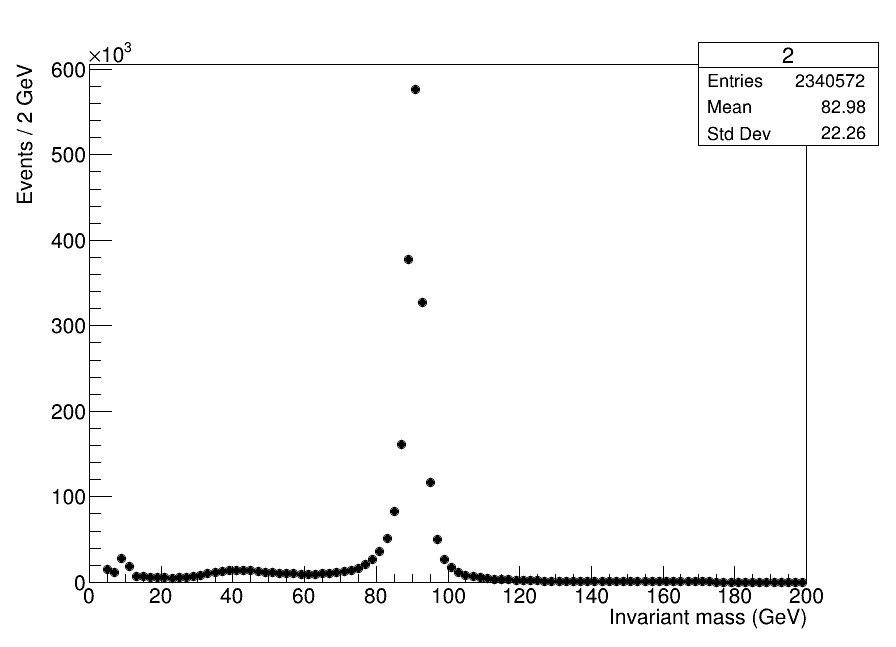 ×10³
2
Entries 2340572
Mean 82.98
Std Dev 22.26
Events / 2 GeV
600
500
400
300
200
100
0
0 20 40 60 80 100 120 140 160 180 200
Invariant mass (GeV)